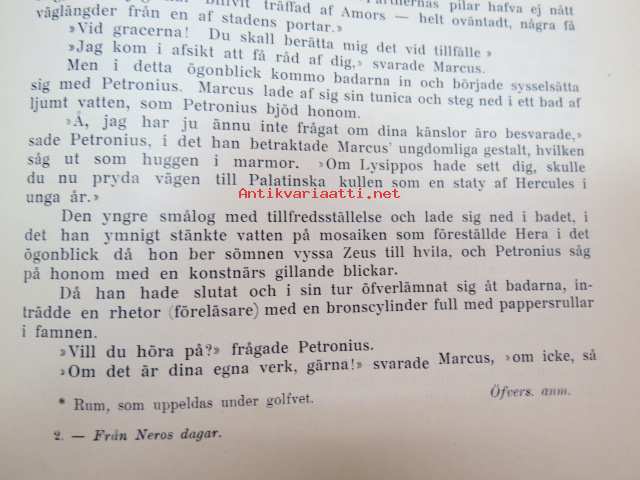 blifvit träffad af Amors — helt oväntadt, några få
väglängder från en af stadens portar.»
»Vid gracerna! Du skall berätta mig det vid tillfälle »
»Jag kom i afsikt att få råd af dig,» svarade Marcus.
Men i detta ögonblick kommo badarna in och började sysselsätta
sig med Petronius. Marcus lade af sig sin tunica och steg ned i ett bad af
ljumt vatten, som Petronius bjöd honom.
»Å, jag har ju ännu inte frågat om dina känslor äro besvarade,»
sade Petronius, i det han betraktade Marcus' ungdomliga gestalt, hvilken
såg ut som huggen i marmor. »Om Lysippos hade sett dig, skulle
du nu pryda vägen till Palatinska kullen som en staty af Hercules i
unga år.»
Antikvariaatti.net
Den yngre smålog med tillfredsställelse och lade sig ned i badet, i
det han ymnigt stänkte vatten på mosaiken som föreställde Hera i det
ögonblick då hon ber sömnen vyssa Zeus till hvila, och Petronius såg
på honom med en konstnärs gillande blickar.
Då han hade slutat och i sin tur öfverlämnat sig åt badarna, in-
trädde en rhetor (föreläsare) med en bronscylinder full med pappersrullar
i famnen.
»Vill du höra på?» frågade Petronius.
»Om det är dina egna verk, gärna!» svarade Marcus, »om icke, så
* Rum, som uppeldas under golfvet. Öfvers. anm.
2. — Från Neros dagar.